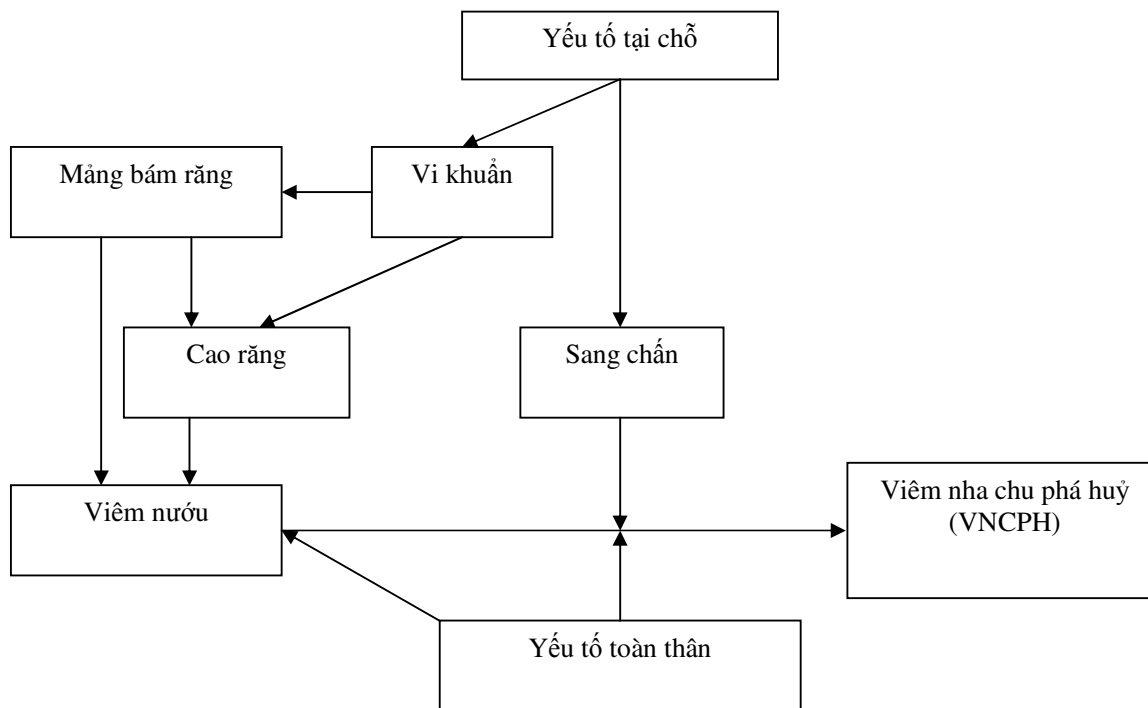 Yếu tố tại chỗ
Mảng bám răng
Vi khuẩn
Cao răng
Sang chấn
Viêm nướu
Viêm nha chu phá huỷ
(VNCPH)
Yếu tố toàn thân